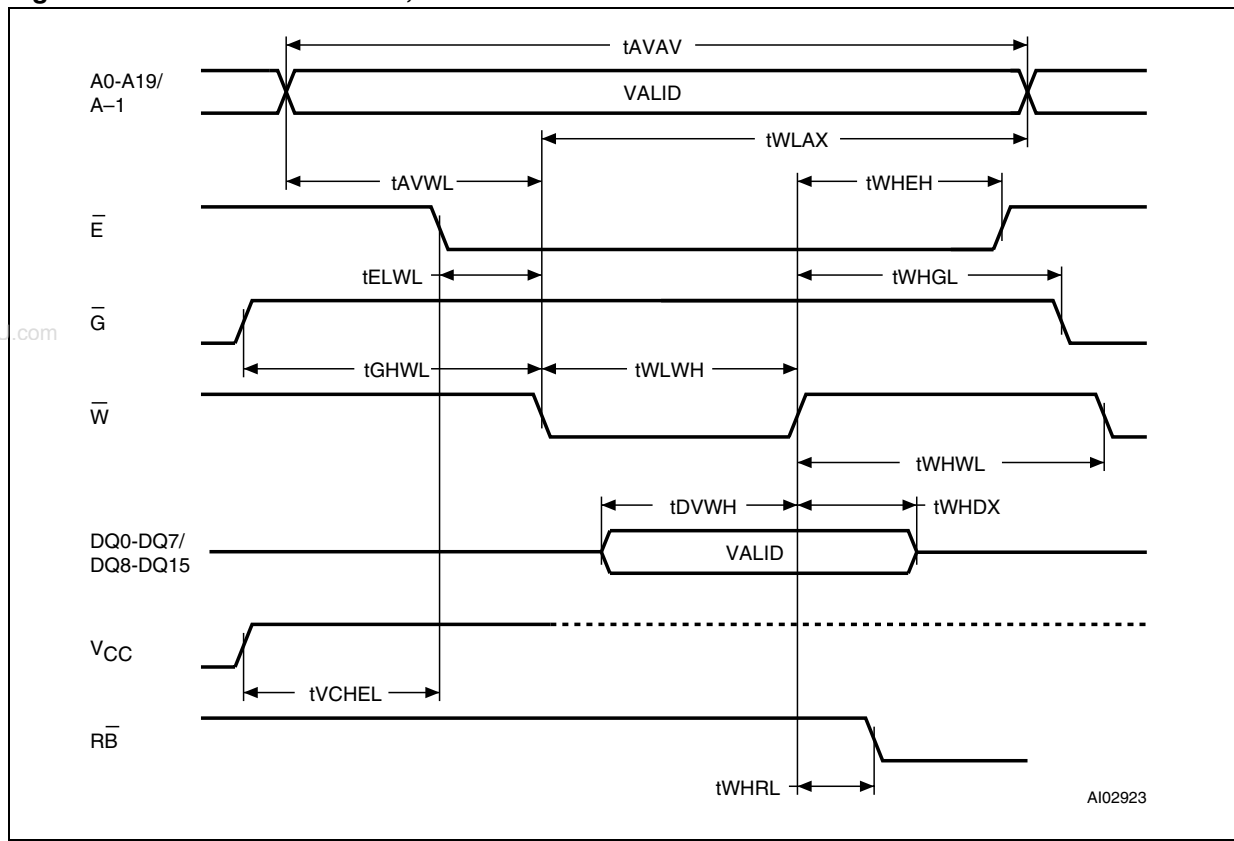 tAVAV
A0-A19/
A–1
VALID
tWLAX
tAVWL
tWHEH
E̅
tELWL
tWHGL
G̅
J.com
tGHWL
tWLWH
W̅
tWHWL
tDVWH
tWHDX
DQ0-DQ7/
DQ8-DQ15
VALID
VCC
tVCHEL
RB̅
tWHRL
AI02923